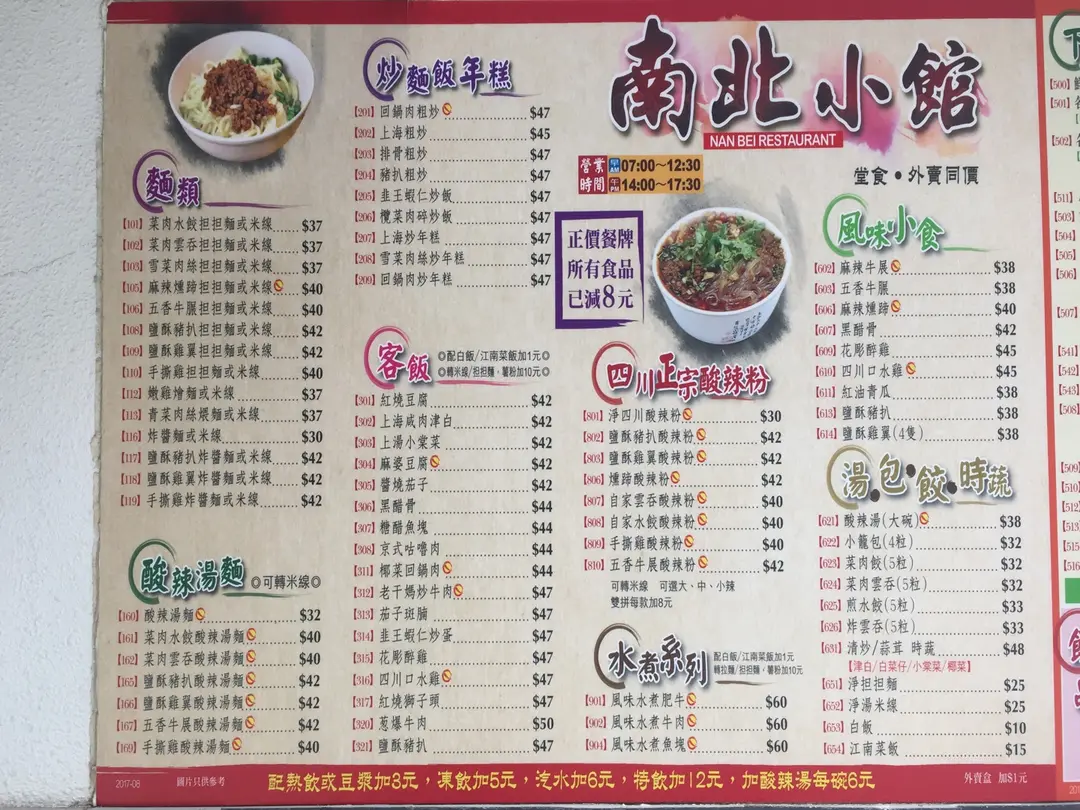 南北小館
NAN BEI RESTAURANT
營業時間
早AM 07:00～12:30
午PM 14:00～17:30
堂食・外賣同價
正價餐牌
所有食品
已減8元
麵類
[101] 菜肉水餃担担麵或米線 $37
[102] 菜肉雲吞担担麵或米線 $37
[103] 雪菜肉絲担担麵或米線 $37
[105] 麻辣燻蹄担担麵或米線 $40
[106] 五香牛𦟌担担麵或米線 $40
[108] 鹽酥豬扒担担麵或米線 $42
[109] 鹽酥雞翼担担麵或米線 $42
[110] 手撕雞担担麵或米線 $40
[112] 嫩雞燴麵或米線 $37
[113] 青菜肉絲煨麵或米線 $37
[116] 炸醬麵或米線 $30
[117] 鹽酥豬扒炸醬麵或米線 $42
[118] 鹽酥雞翼炸醬麵或米線 $42
[119] 手撕雞炸醬麵或米線 $42
酸辣湯麵 ◎可轉米線◎
[160] 酸辣湯麵 $32
[161] 菜肉水餃酸辣湯麵 $40
[162] 菜肉雲吞酸辣湯麵 $40
[165] 鹽酥豬扒酸辣湯麵 $42
[166] 鹽酥雞翼酸辣湯麵 $42
[167] 五香牛展酸辣湯麵 $42
[169] 手撕雞酸辣湯麵 $40
炒麵飯年糕
[201] 回鍋肉粗炒 $47
[202] 上海粗炒 $45
[203] 排骨粗炒 $47
[204] 豬扒粗炒 $47
[205] 韭王蝦仁炒飯 $47
[206] 欖菜肉碎炒飯 $47
[207] 上海炒年糕 $47
[208] 雪菜肉絲炒年糕 $47
[209] 回鍋肉炒年糕 $47
客飯
◎配白飯/江南菜飯加1元◎
◎轉米線/担担麵，薯粉加10元◎
[301] 紅燒豆腐 $42
[302] 上海咸肉津白 $42
[303] 上湯小棠菜 $42
[304] 麻婆豆腐 $42
[305] 醬燒茄子 $42
[306] 黑醋骨 $44
[307] 糖醋魚塊 $44
[308] 京式咕嚕肉 $44
[311] 椰菜回鍋肉 $44
[312] 老干媽炒牛肉 $47
[313] 茄子斑腩 $47
[314] 韭王蝦仁炒蛋 $47
[315] 花彫醉雞 $47
[316] 四川口水雞 $47
[317] 紅燒獅子頭 $47
[320] 葱爆牛肉 $50
[321] 鹽酥豬扒 $47
四川正宗酸辣粉
[801] 淨四川酸辣粉 $30
[802] 鹽酥豬扒酸辣粉 $42
[803] 鹽酥雞翼酸辣粉 $42
[806] 燻蹄酸辣粉 $42
[807] 自家雲吞酸辣粉 $40
[808] 自家水餃酸辣粉 $40
[809] 手撕雞酸辣粉 $40
[810] 五香牛展酸辣粉 $42
可轉米線 可選大、中、小辣
雙拼每款加8元
水煮系列
配白飯/江南菜飯加1元
轉拉麵/担担麵，薯粉加10元
[901] 風味水煮肥牛 $60
[902] 風味水煮牛肉 $60
[904] 風味水煮魚塊 $60
風味小食
[602] 麻辣牛展 $38
[603] 五香牛𦟌 $38
[606] 麻辣燻蹄 $40
[607] 黑醋骨 $42
[609] 花彫醉雞 $45
[610] 四川口水雞 $45
[611] 紅油青瓜 $38
[613] 鹽酥豬扒 $38
[614] 鹽酥雞翼(4隻) $38
湯・包・餃・時蔬
[621] 酸辣湯(大碗) $38
[622] 小籠包(4粒) $32
[623] 菜肉餃(5粒) $32
[624] 菜肉雲吞(5粒) $32
[625] 煎水餃(5粒) $33
[626] 炸雲吞(5粒) $33
[631] 清炒/蒜茸 時蔬 $48
【津白/白菜仔/小棠菜/椰菜】
[651] 淨担担麵 $25
[652] 淨湯米線 $25
[653] 白飯 $10
[654] 江南菜飯 $15
2017-08
圖片只供參考
配熱飲或豆漿加3元，凍飲加5元，汽水加6元，特飲加12元，加酸辣湯每碗6元
外賣盒 加$1元
[500]
[501]
[502]
[511]
[503]
[504]
[505]
[506]
[507]
[541]
[542]
[543]
[508]
[509]
[510]
[512]
[513]
[515]
[516]